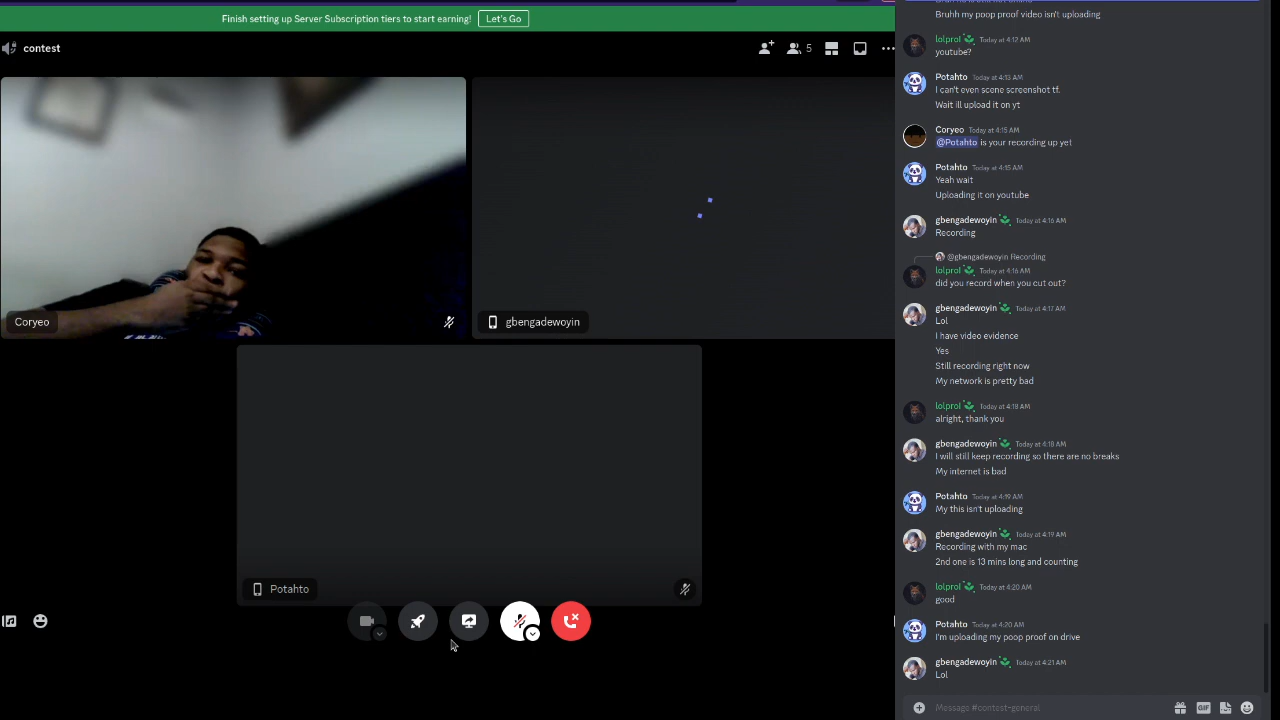 Finish setting up Server Subscription tiers to start earning!
Let's Go
contest
5
Coryeo
gbengadewoyin
Potahto
Bruhh my poop proof video isn't uploading
lolpro! Today at 4:12 AM
youtube?
Potahto Today at 4:13 AM
I can't even scene screenshot tf.
Wait ill upload it on yt
Coryeo Today at 4:15 AM
@Potahto is your recording up yet
Potahto Today at 4:15 AM
Yeah wait
Uploading it on youtube
gbengadewoyin Today at 4:16 AM
Recording
@gbengadewoyin Recording
lolpro! Today at 4:16 AM
did you record when you cut out?
gbengadewoyin Today at 4:17 AM
Lol
I have video evidence
Yes
Still recording right now
My network is pretty bad
lolpro! Today at 4:18 AM
alright, thank you
gbengadewoyin Today at 4:18 AM
I will still keep recording so there are no breaks
My internet is bad
Potahto Today at 4:19 AM
My this isn't uploading
gbengadewoyin Today at 4:19 AM
Recording with my mac
2nd one is 13 mins long and counting
lolpro! Today at 4:20 AM
good
Potahto Today at 4:20 AM
I'm uploading my poop proof on drive
gbengadewoyin Today at 4:21 AM
Lol
Message #contest-general
GIF